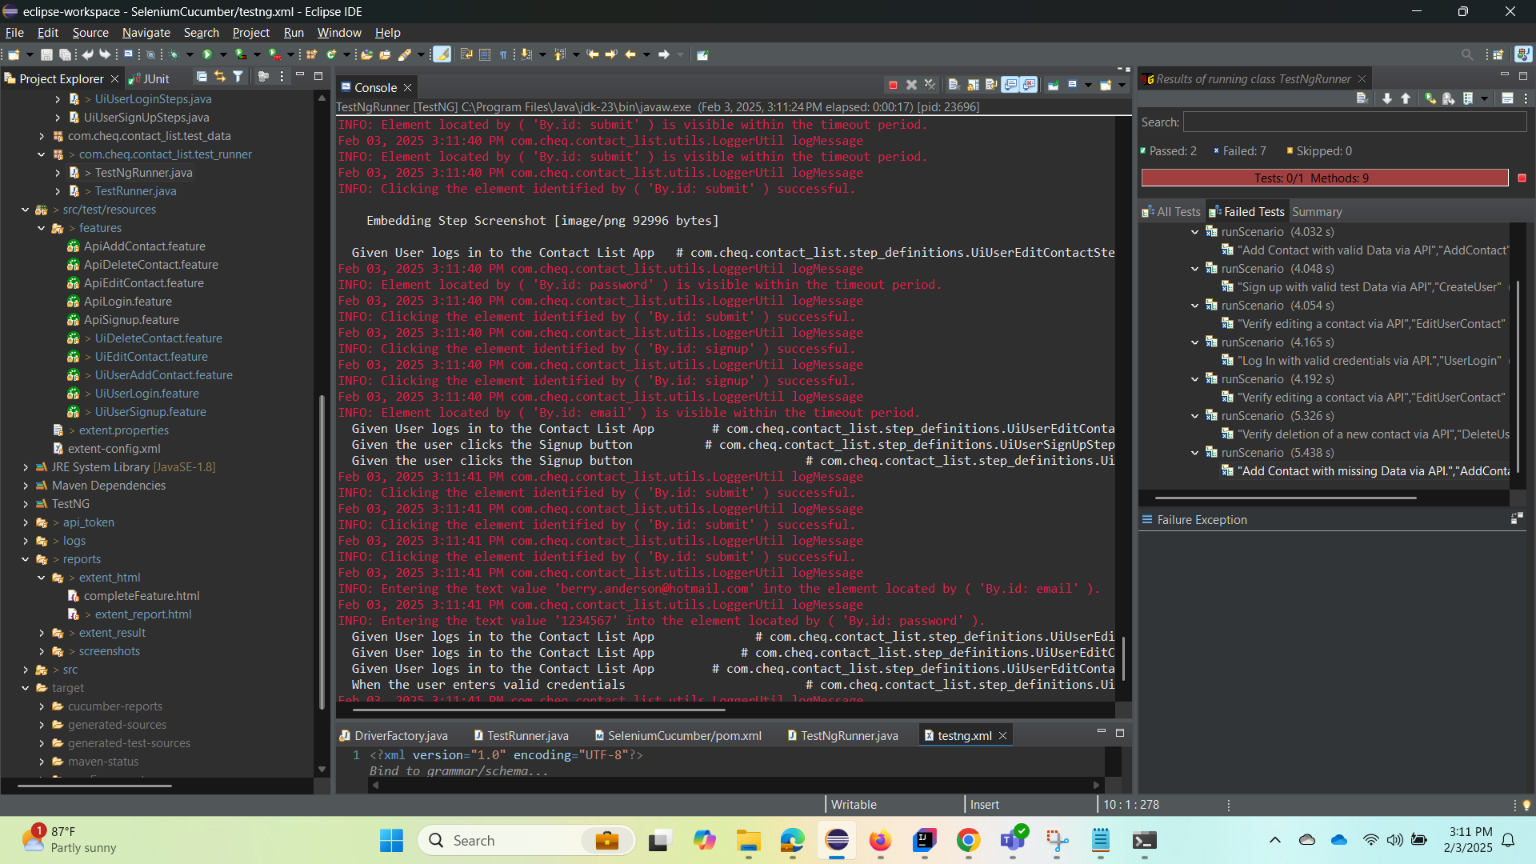 eclipse-workspace - SeleniumCucumber/testng.xml - Eclipse IDE
File Edit Source Navigate Search Project Run Window Help
Project Explorer
JUnit
> UiUserLoginSteps.java
UiUserSignUpSteps.java
com.cheq.contact_list.test_data
> com.cheq.contact_list.test_runner
> TestNgRunner.java
> TestRunner.java
> src/test/resources
> features
ApiAddContact.feature
ApiDeleteContact.feature
ApiEditContact.feature
ApiLogin.feature
ApiSignup.feature
> UiDeleteContact.feature
> UiEditContact.feature
> UiUserAddContact.feature
> UiUserLogin.feature
> UiUserSignup.feature
> extent.properties
extent-config.xml
JRE System Library [JavaSE-1.8]
Maven Dependencies
TestNG
> api_token
> logs
> reports
> extent_html
completeFeature.html
> extent_report.html
> extent_result
> screenshots
> src
target
cucumber-reports
generated-sources
generated-test-sources
maven-status
Console
TestNgRunner [TestNG] C:\Program Files\Java\jdk-23\bin\javaw.exe (Feb 3, 2025, 3:11:24 PM elapsed: 0:00:17) [pid: 23696]
INFO: Element located by ( 'By.id: submit' ) is visible within the timeout period.
Feb 03, 2025 3:11:40 PM com.cheq.contact_list.utils.LoggerUtil logMessage
INFO: Element located by ( 'By.id: submit' ) is visible within the timeout period.
Feb 03, 2025 3:11:40 PM com.cheq.contact_list.utils.LoggerUtil logMessage
INFO: Clicking the element identified by ( 'By.id: submit' ) successful.
Embedding Step Screenshot [image/png 92996 bytes]
Given User logs in to the Contact List App # com.cheq.contact_list.step_definitions.UiUserEditContactSte
Feb 03, 2025 3:11:40 PM com.cheq.contact_list.utils.LoggerUtil logMessage
INFO: Element located by ( 'By.id: password' ) is visible within the timeout period.
Feb 03, 2025 3:11:40 PM com.cheq.contact_list.utils.LoggerUtil logMessage
INFO: Clicking the element identified by ( 'By.id: submit' ) successful.
Feb 03, 2025 3:11:40 PM com.cheq.contact_list.utils.LoggerUtil logMessage
INFO: Clicking the element identified by ( 'By.id: signup' ) successful.
Feb 03, 2025 3:11:40 PM com.cheq.contact_list.utils.LoggerUtil logMessage
INFO: Clicking the element identified by ( 'By.id: signup' ) successful.
Feb 03, 2025 3:11:40 PM com.cheq.contact_list.utils.LoggerUtil logMessage
INFO: Element located by ( 'By.id: email' ) is visible within the timeout period.
Given User logs in to the Contact List App # com.cheq.contact_list.step_definitions.UiUserEditConta
Given the user clicks the Signup button # com.cheq.contact_list.step_definitions.UiUserSignUpStep
Given the user clicks the Signup button # com.cheq.contact_list.step_definitions.Ui
Feb 03, 2025 3:11:41 PM com.cheq.contact_list.utils.LoggerUtil logMessage
INFO: Clicking the element identified by ( 'By.id: submit' ) successful.
Feb 03, 2025 3:11:41 PM com.cheq.contact_list.utils.LoggerUtil logMessage
INFO: Clicking the element identified by ( 'By.id: submit' ) successful.
Feb 03, 2025 3:11:41 PM com.cheq.contact_list.utils.LoggerUtil logMessage
INFO: Clicking the element identified by ( 'By.id: submit' ) successful.
Feb 03, 2025 3:11:41 PM com.cheq.contact_list.utils.LoggerUtil logMessage
INFO: Entering the text value 'berry.anderson@hotmail.com' into the element located by ( 'By.id: email' ).
Feb 03, 2025 3:11:41 PM com.cheq.contact_list.utils.LoggerUtil logMessage
INFO: Entering the text value '1234567' into the element located by ( 'By.id: password' ).
Given User logs in to the Contact List App # com.cheq.contact_list.step_definitions.UiUserEdi
Given User logs in to the Contact List App # com.cheq.contact_list.step_definitions.UiUserEditC
Given User logs in to the Contact List App # com.cheq.contact_list.step_definitions.UiUserEditConta
When the user enters valid credentials # com.cheq.contact_list.step_definitions.Ui
Feb 03, 2025 3:11:41 PM com.cheq.contact_list.utils.LoggerUtil logMessage
DriverFactory.java TestRunner.java SeleniumCucumber/pom.xml TestNgRunner.java testng.xml
1 <?xml version="1.0" encoding="UTF-8"?>
Bind to grammar/schema...
Results of running class TestNgRunner
Search:
Passed: 2 Failed: 7 Skipped: 0
Tests: 0/1 Methods: 9
All Tests Failed Tests Summary
runScenario (4.032 s)
"Add Contact with valid Data via API","AddContact"
runScenario (4.048 s)
"Sign up with valid test Data via API","CreateUser"
runScenario (4.054 s)
"Verify editing a contact via API","EditUserContact"
runScenario (4.165 s)
"Log In with valid credentials via API.","UserLogin"
runScenario (4.192 s)
"Verify editing a contact via API","EditUserContact"
runScenario (5.326 s)
"Verify deletion of a new contact via API","DeleteUs
runScenario (5.438 s)
"Add Contact with missing Data via API.","AddConta
Failure Exception
Writable Insert 10 : 1 : 278
1
87°F
Partly sunny
Search
3:11 PM
2/3/2025